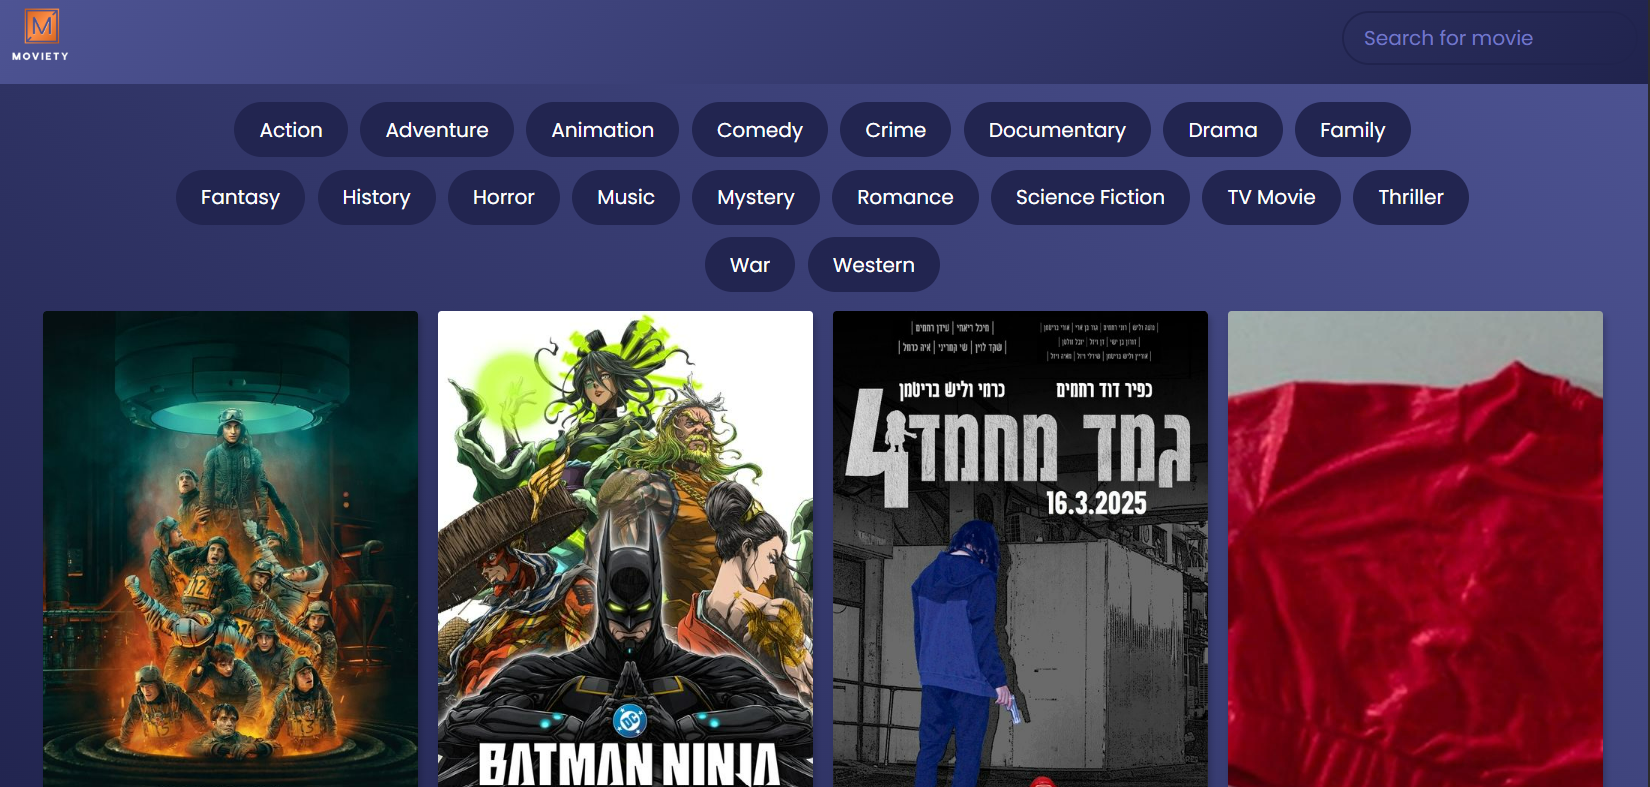 M
MOVIETY
Search for movie
Action
Adventure
Animation
Comedy
Crime
Documentary
Drama
Family
Fantasy
History
Horror
Music
Mystery
Romance
Science Fiction
TV Movie
Thriller
War
Western
DC
BATMAN NINJA
כרמי וליש בריטמן
כפיר דוד רחמים
גמד מחמד 4
16.3.2025